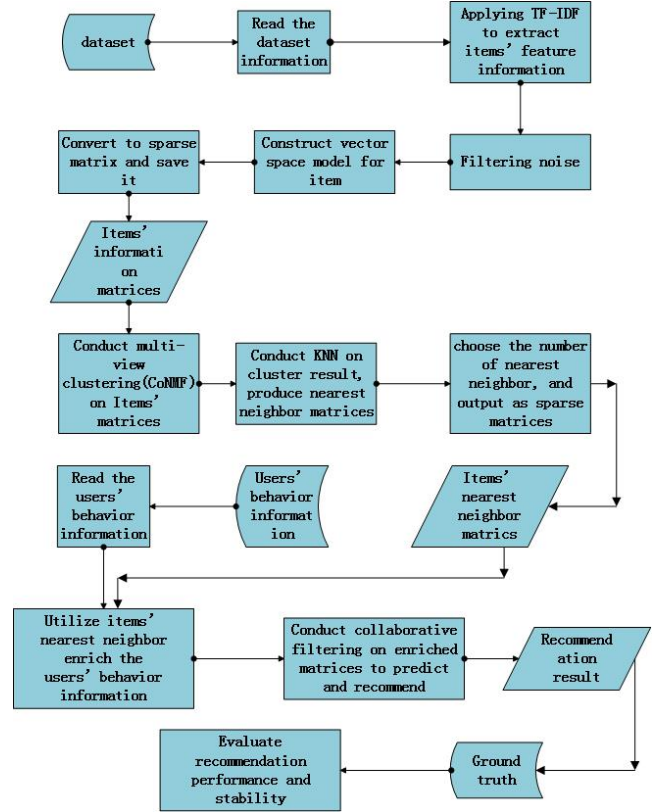 dataset
Read the
dataset
information
Applying TF-IDF
to extract
items' feature
information
Convert to sparse
matrix and save
it
Construct vector
space model for
item
Filtering noise
Items'
informati
on
matrices
Conduct multi-
view
clustering(CoNMF)
on Items'
matrices
Conduct KNN on
cluster result,
produce nearest
neighbor matrices
choose the number
of nearest
neighbor, and
output as sparse
matrices
Read the
users'
behavior
information
Users'
behavior
informat
ion
Items'
nearest
neighbor
matrics
Utilize items'
nearest neighbor
enrich the
users' behavior
information
Conduct collaborative
filtering on enriched
matrices to predict
and recommend
Recommend
ation
result
Evaluate
recommendation
performance and
stability
Ground
truth